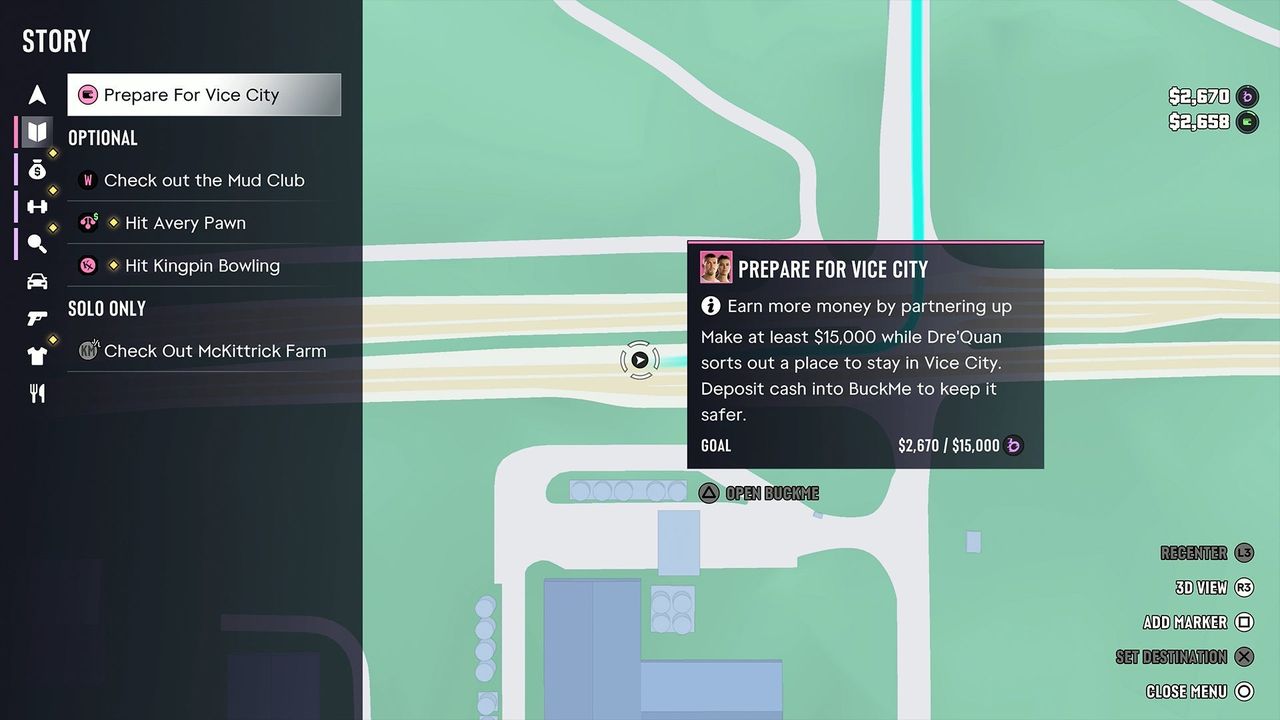 STORY
Prepare For Vice City
OPTIONAL
W Check out the Mud Club
Hit Avery Pawn
Hit Kingpin Bowling
SOLO ONLY
KM Check Out McKittrick Farm
$2,670
$2,658
PREPARE FOR VICE CITY
Earn more money by partnering up
Make at least $15,000 while Dre'Quan
sorts out a place to stay in Vice City.
Deposit cash into BuckMe to keep it
safer.
GOAL $2,670 / $15,000
OPEN BUCKME
RECENTER L3
3D VIEW R3
ADD MARKER
SET DESTINATION
CLOSE MENU